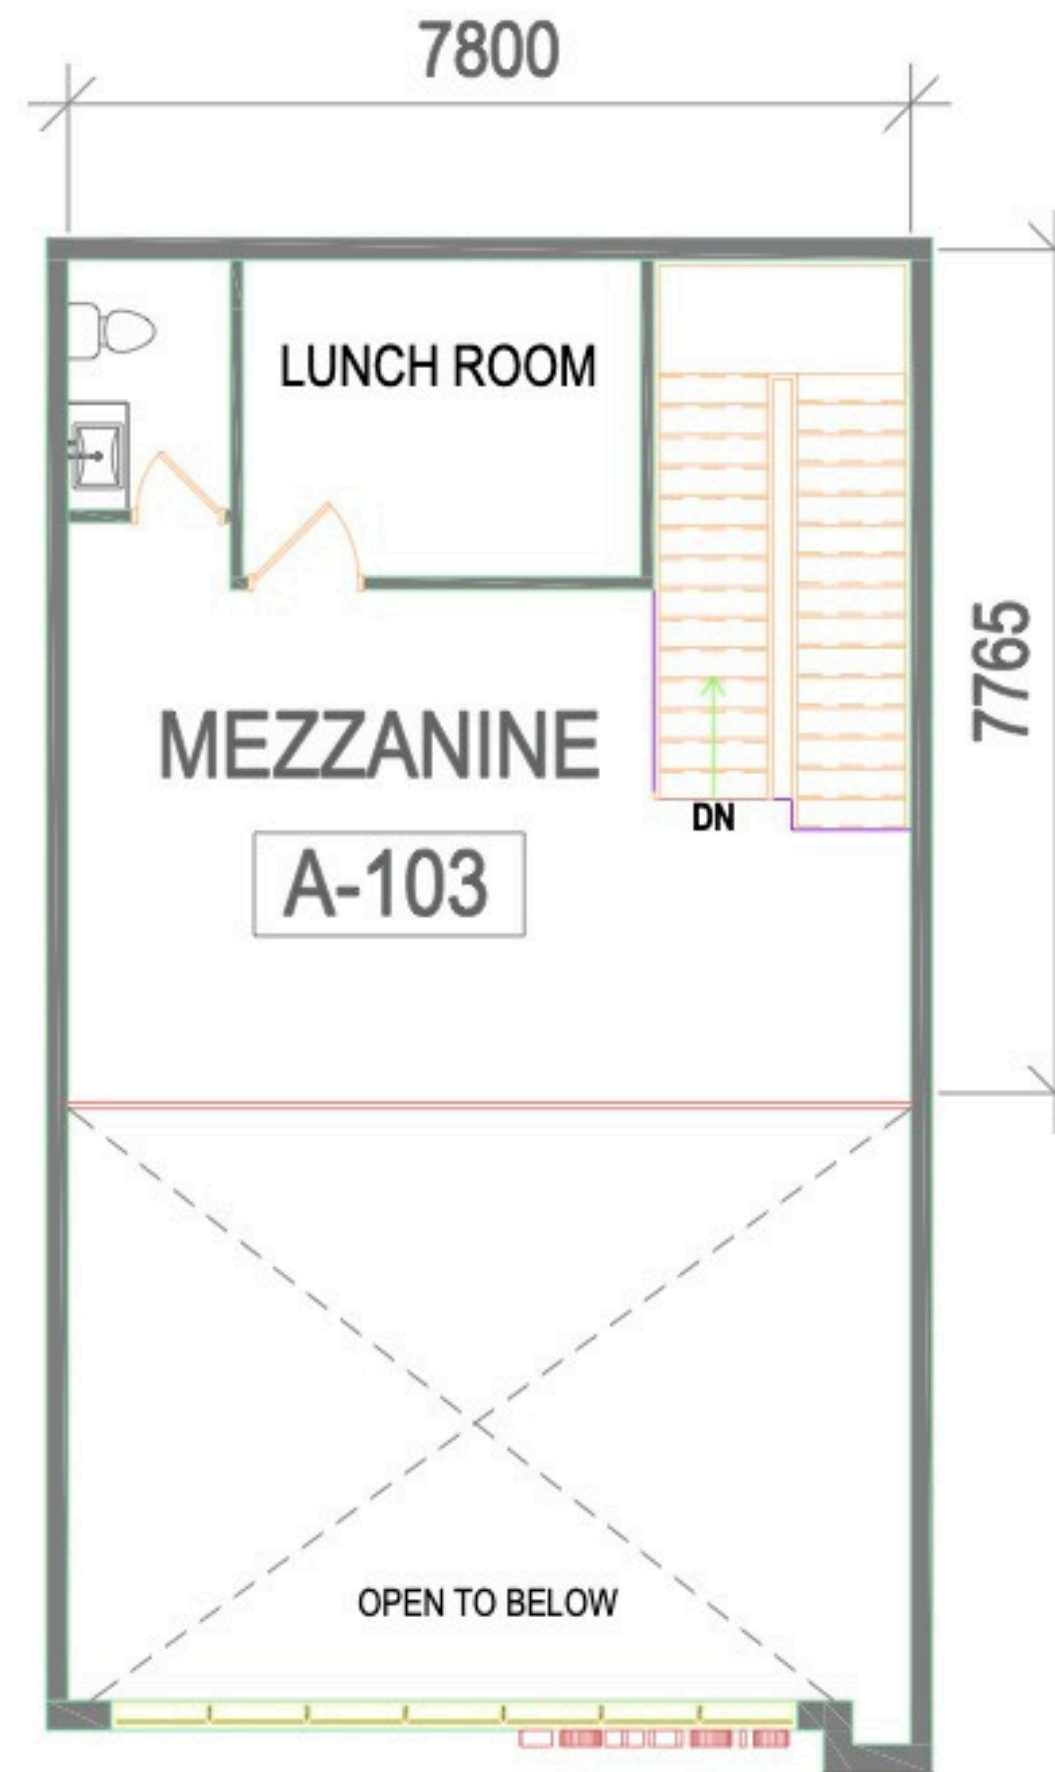 7800
LUNCH ROOM
7765
MEZZANINE
DN
A-103
OPEN TO BELOW